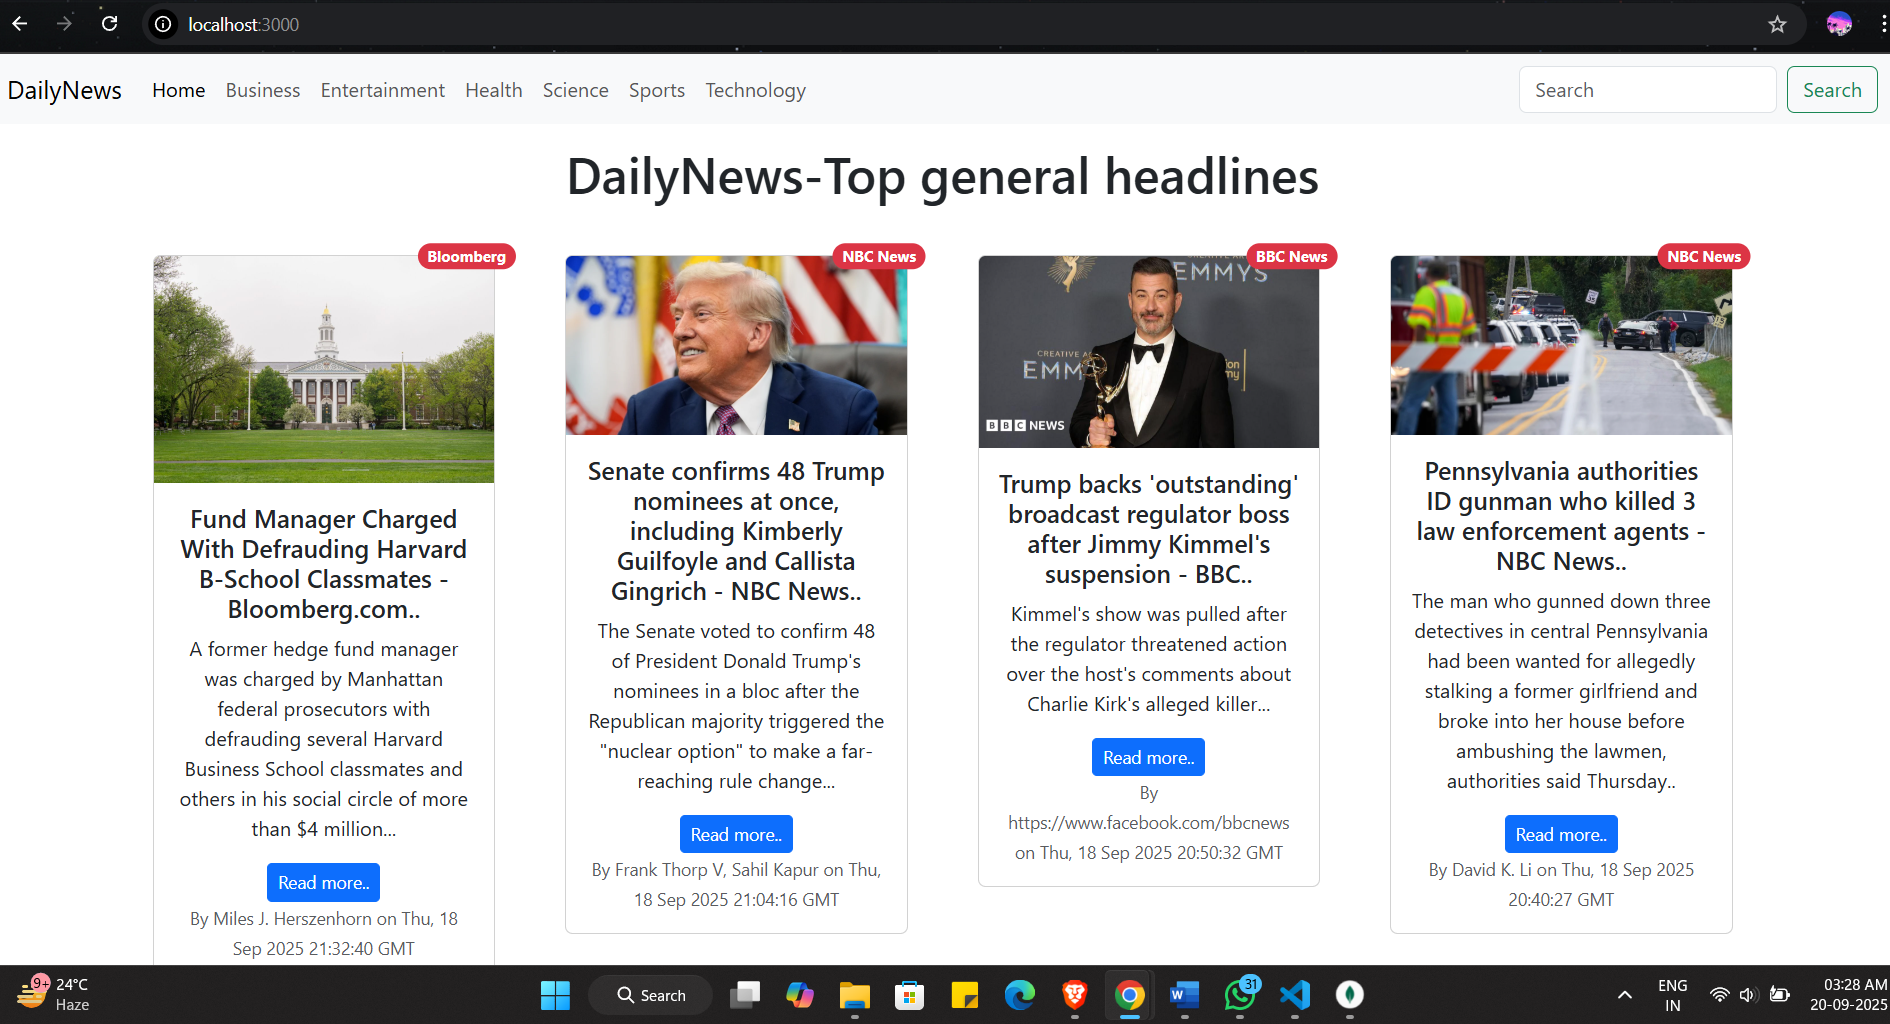 localhost:3000
DailyNews Home Business Entertainment Health Science Sports Technology Search Search
DailyNews-Top general headlines
Bloomberg
Fund Manager Charged
With Defrauding Harvard
B-School Classmates -
Bloomberg.com..
A former hedge fund manager
was charged by Manhattan
federal prosecutors with
defrauding several Harvard
Business School classmates and
others in his social circle of more
than $4 million...
Read more..
By Miles J. Herszenhorn on Thu, 18
Sep 2025 21:32:40 GMT
NBC News
Senate confirms 48 Trump
nominees at once,
including Kimberly
Guilfoyle and Callista
Gingrich - NBC News..
The Senate voted to confirm 48
of President Donald Trump's
nominees in a bloc after the
Republican majority triggered the
"nuclear option" to make a far-
reaching rule change...
Read more..
By Frank Thorp V, Sahil Kapur on Thu,
18 Sep 2025 21:04:16 GMT
BBC News
EMMYS
CREATIVE A
EMM
BBC NEWS
Trump backs 'outstanding'
broadcast regulator boss
after Jimmy Kimmel's
suspension - BBC..
Kimmel's show was pulled after
the regulator threatened action
over the host's comments about
Charlie Kirk's alleged killer...
Read more..
By
https://www.facebook.com/bbcnews
on Thu, 18 Sep 2025 20:50:32 GMT
NBC News
Pennsylvania authorities
ID gunman who killed 3
law enforcement agents -
NBC News..
The man who gunned down three
detectives in central Pennsylvania
had been wanted for allegedly
stalking a former girlfriend and
broke into her house before
ambushing the lawmen,
authorities said Thursday..
Read more..
By David K. Li on Thu, 18 Sep 2025
20:40:27 GMT
9+
24°C
Haze
Search
31
ENG
IN
03:28 AM
20-09-2025